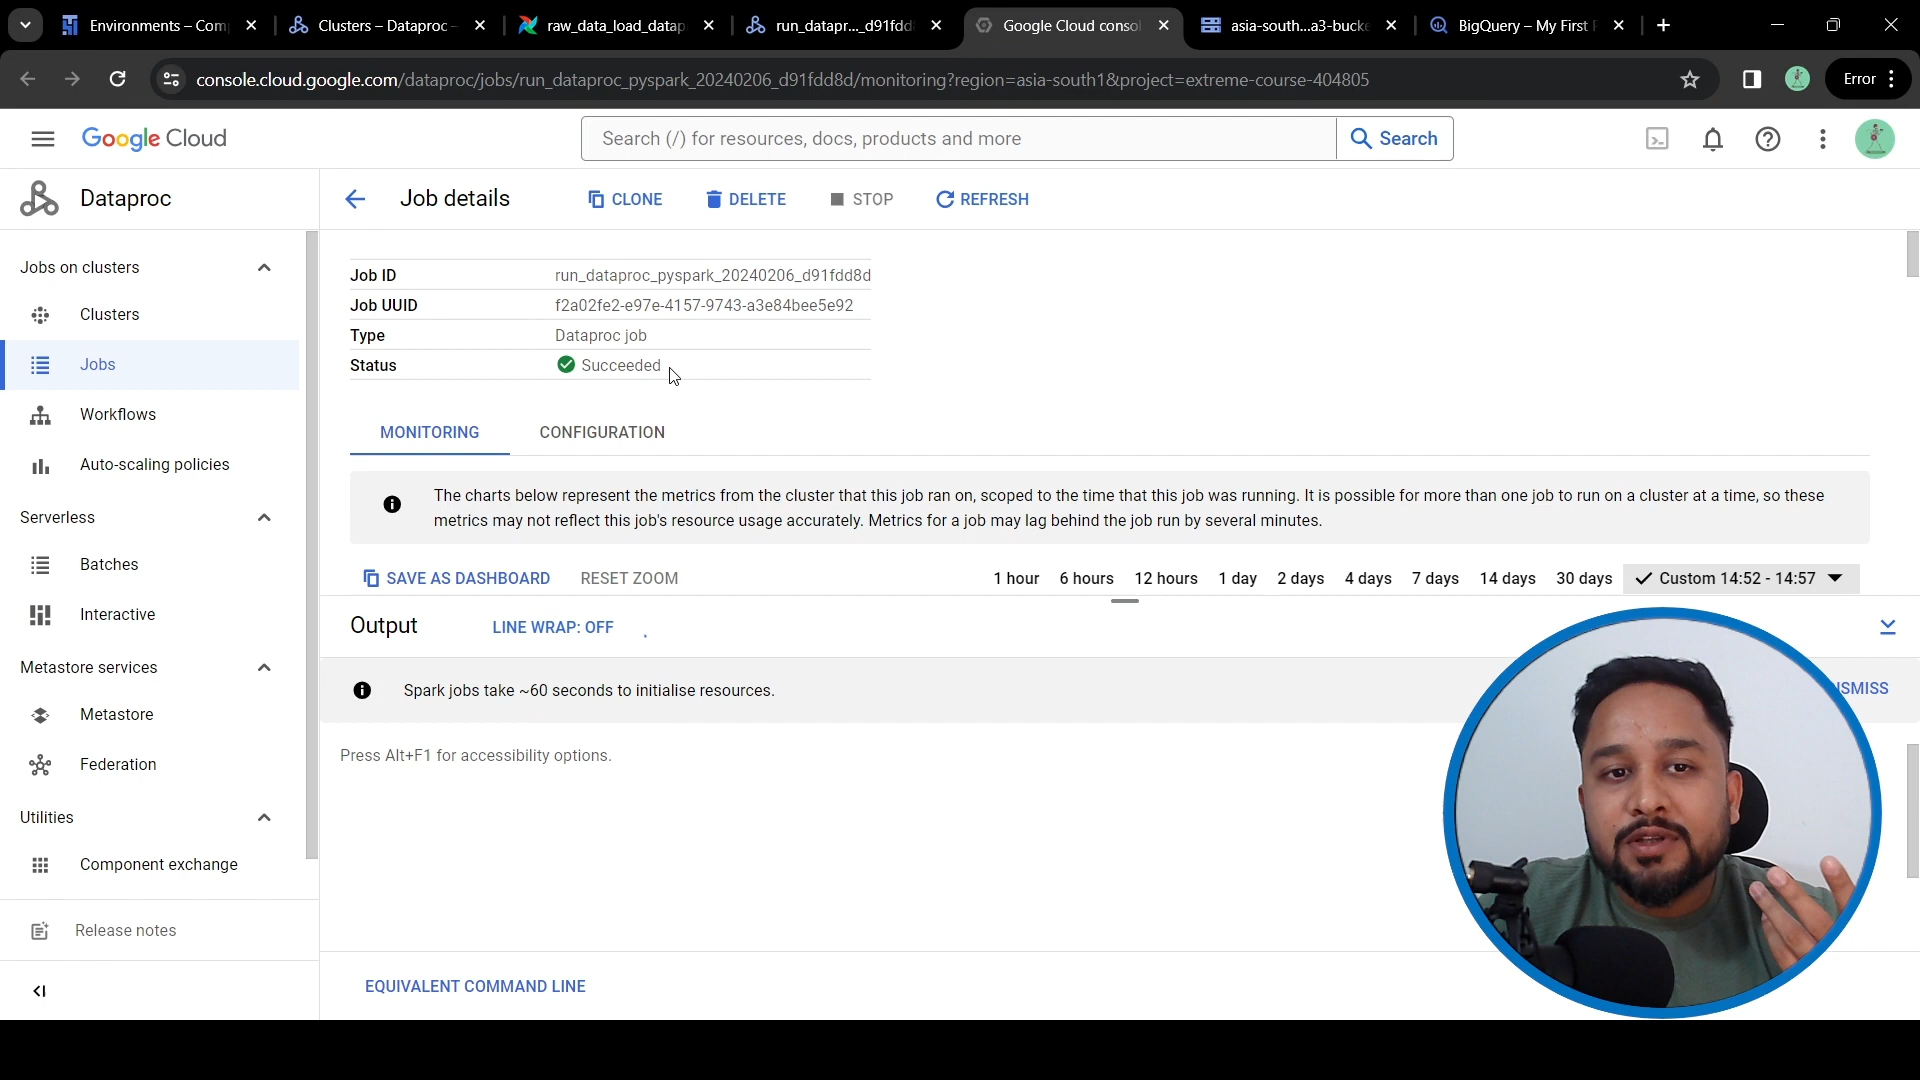 Environments – Com
Clusters – Dataproc –
raw_data_load_datap
run_datapr..._d91fdd
Google Cloud consol
asia-south...a3-bucke
BigQuery – My First
console.cloud.google.com/dataproc/jobs/run_dataproc_pyspark_20240206_d91fdd8d/monitoring?region=asia-south1&project=extreme-course-404805
Error
Google Cloud
Search (/) for resources, docs, products and more
Search
Dataproc
Job details
CLONE
DELETE
STOP
REFRESH
Jobs on clusters
Clusters
Jobs
Workflows
Auto-scaling policies
Serverless
Batches
Interactive
Metastore services
Metastore
Federation
Utilities
Component exchange
Release notes
Job ID run_dataproc_pyspark_20240206_d91fdd8d
Job UUID f2a02fe2-e97e-4157-9743-a3e84bee5e92
Type Dataproc job
Status Succeeded
MONITORING CONFIGURATION
The charts below represent the metrics from the cluster that this job ran on, scoped to the time that this job was running. It is possible for more than one job to run on a cluster at a time, so these
metrics may not reflect this job's resource usage accurately. Metrics for a job may lag behind the job run by several minutes.
SAVE AS DASHBOARD RESET ZOOM 1 hour 6 hours 12 hours 1 day 2 days 4 days 7 days 14 days 30 days Custom 14:52 - 14:57
Output LINE WRAP: OFF
Spark jobs take ~60 seconds to initialise resources. SMISS
Press Alt+F1 for accessibility options.
EQUIVALENT COMMAND LINE